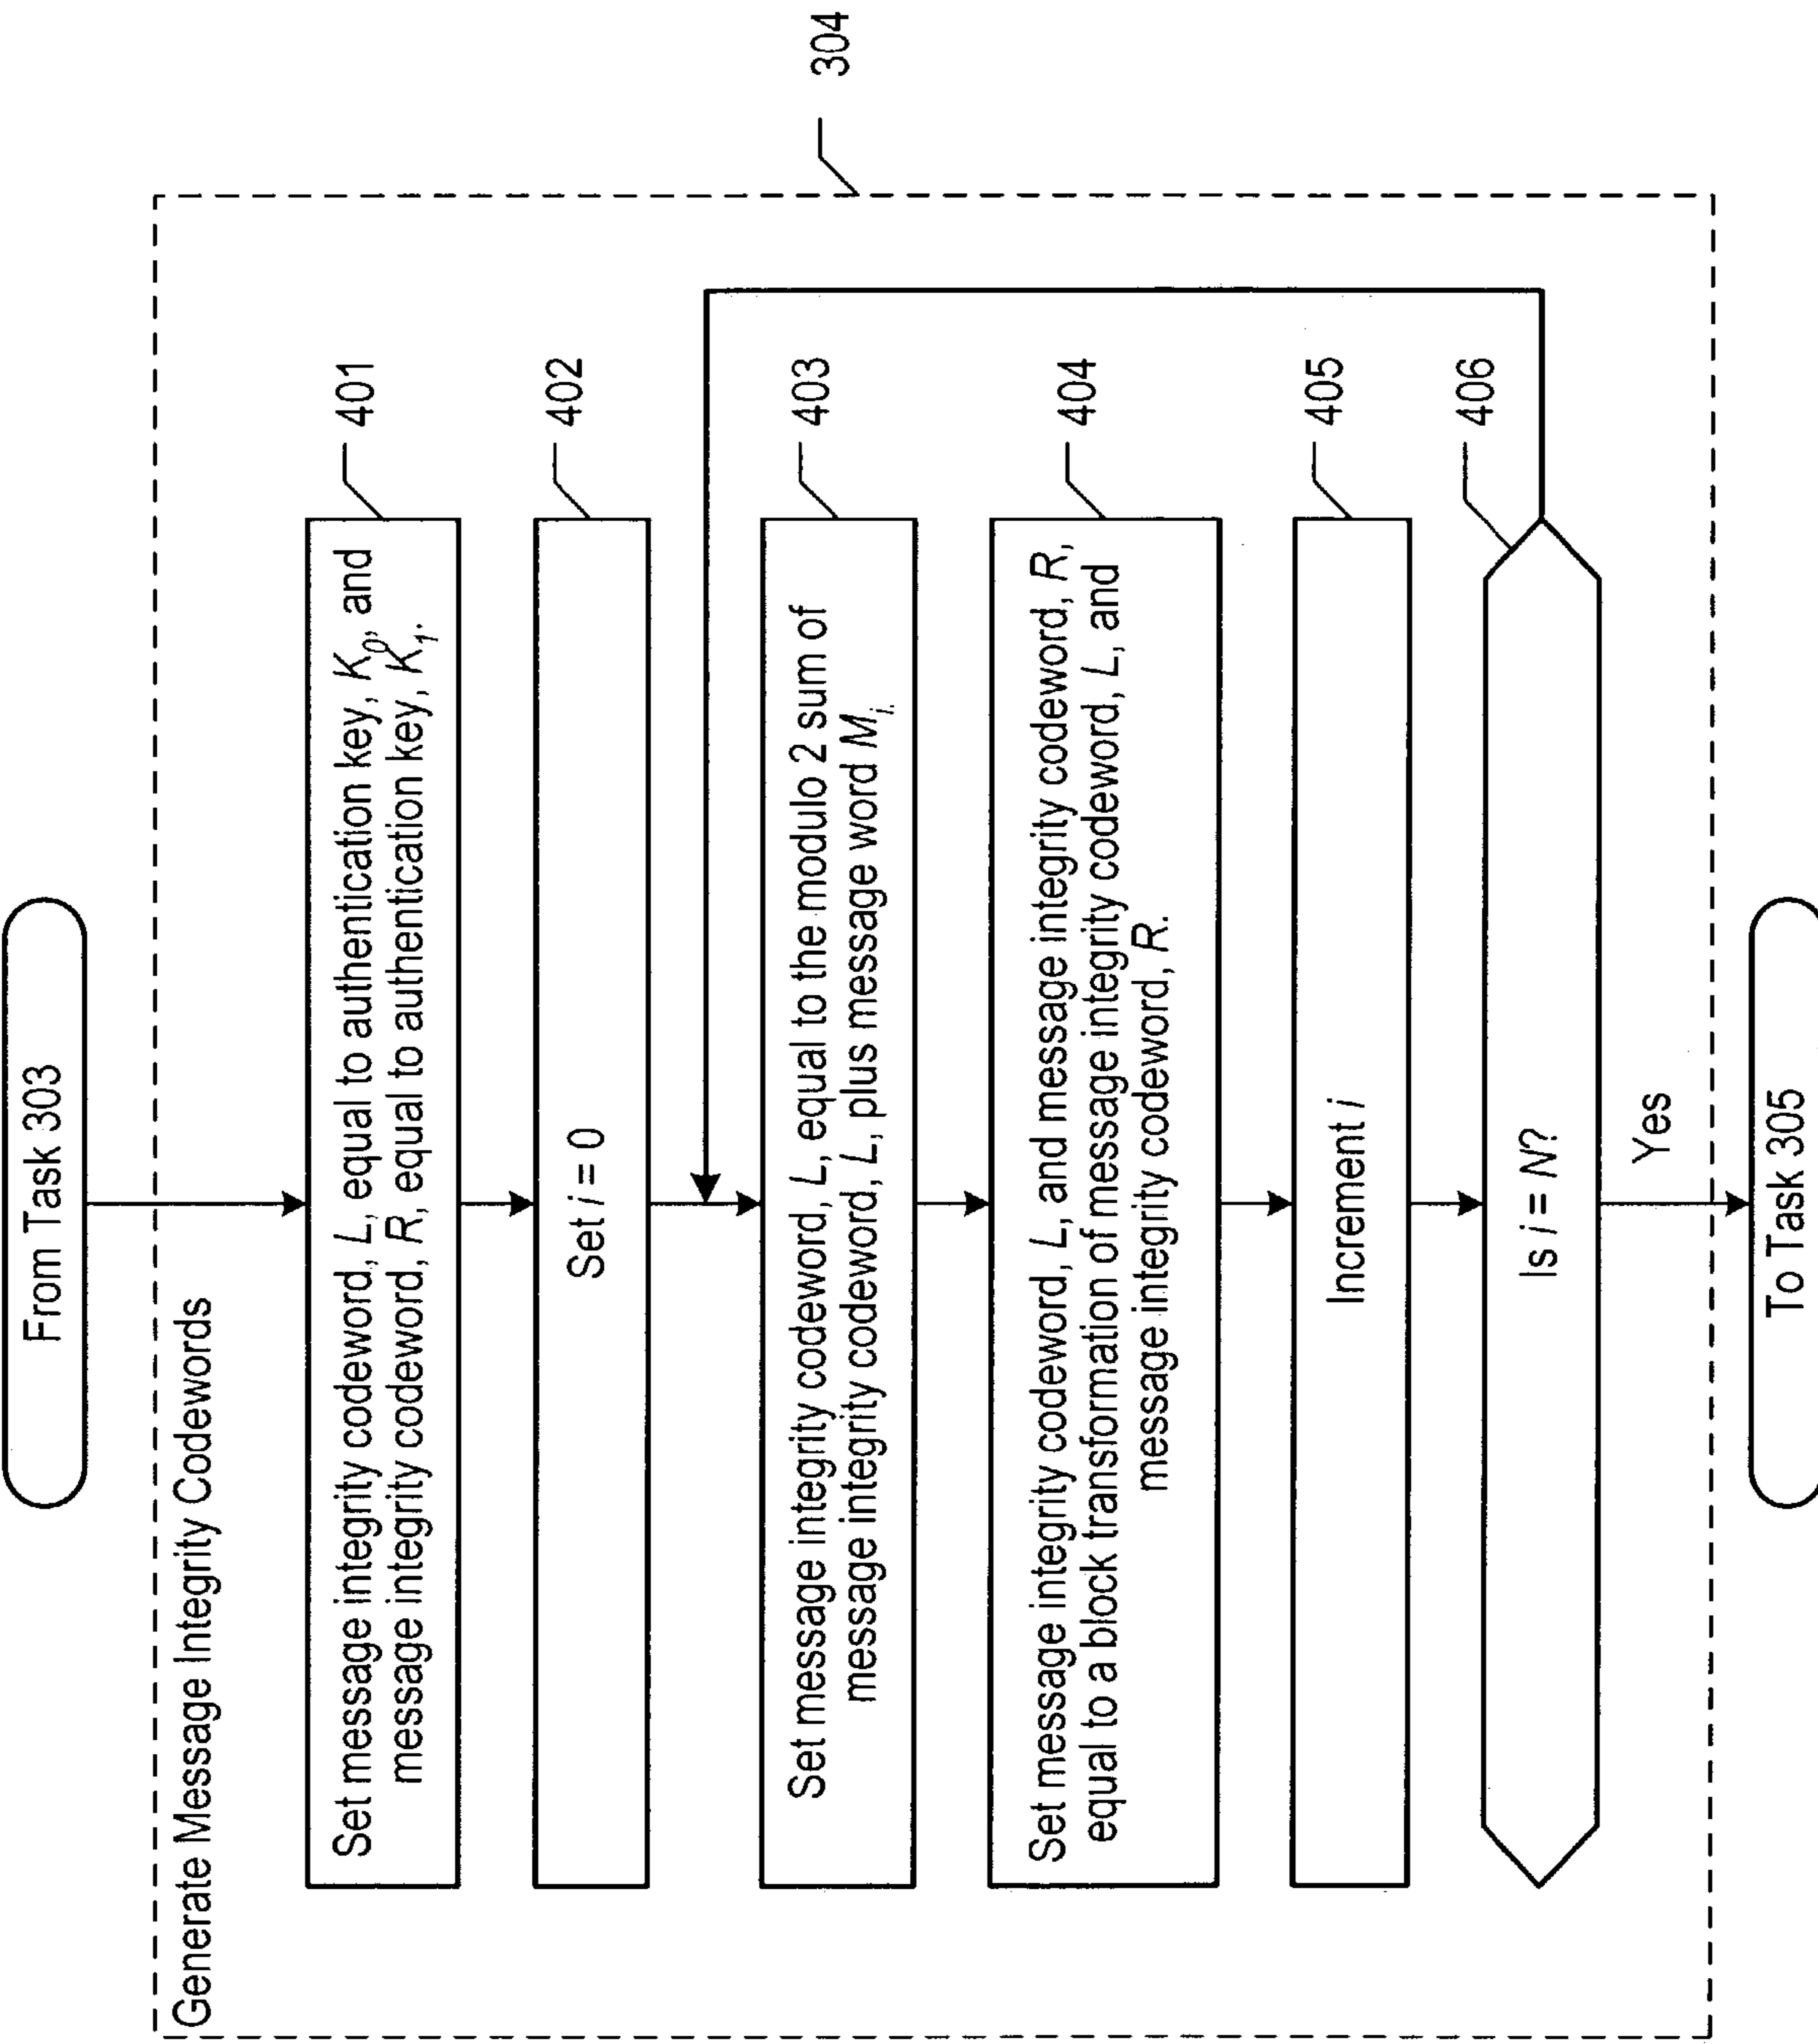 From Task 303
Generate Message Integrity Codewords
304
Set message integrity codeword, L, equal to authentication key, K0, and
message integrity codeword, R, equal to authentication key, K1.
401
Set i = 0
402
Set message integrity codeword, L, equal to the modulo 2 sum of
message integrity codeword, L, plus message word Mi.
403
Set message integrity codeword, L, and message integrity codeword, R,
equal to a block transformation of message integrity codeword, L, and
message integrity codeword, R.
404
Increment i
405
Is i = N?
406
Yes
To Task 305